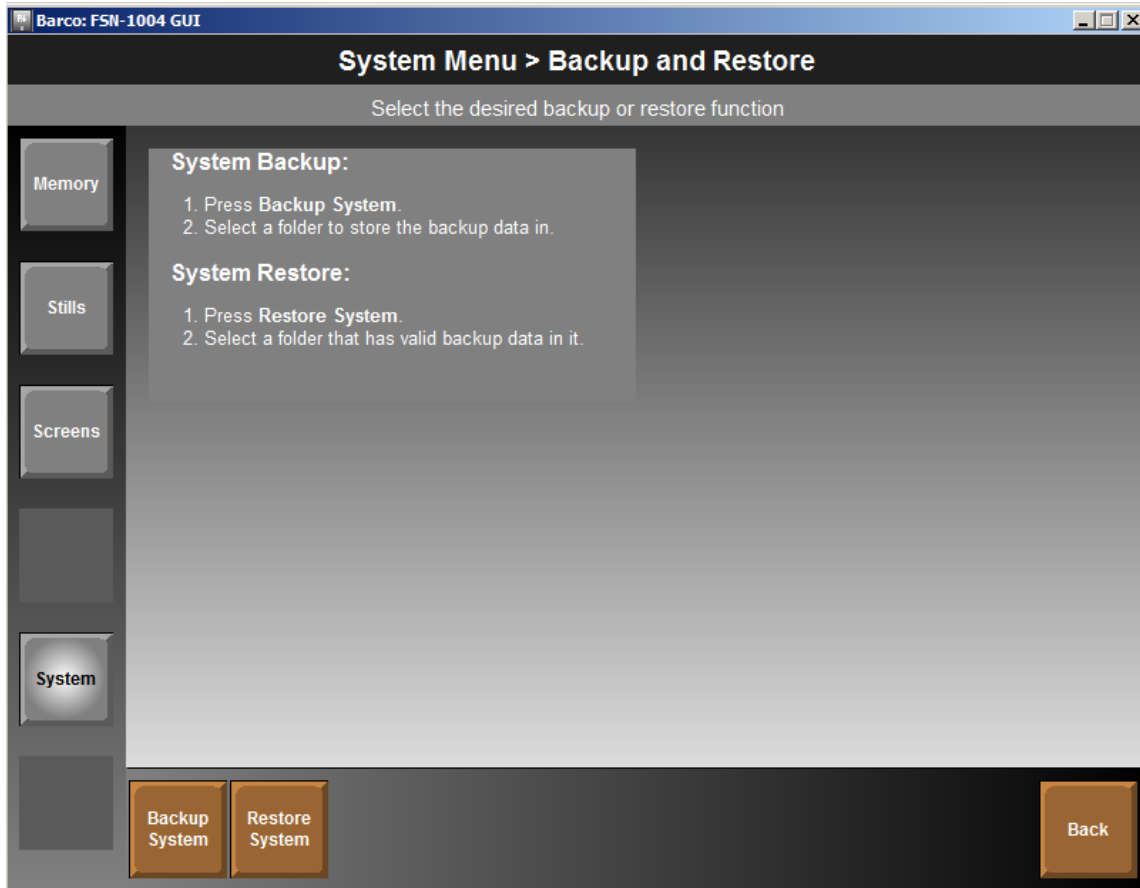 Barco: FSN-1004 GUI
System Menu > Backup and Restore
Select the desired backup or restore function
Memory
Stills
Screens
System
System Backup:
1. Press Backup System.
2. Select a folder to store the backup data in.
System Restore:
1. Press Restore System.
2. Select a folder that has valid backup data in it.
Backup
System
Restore
System
Back